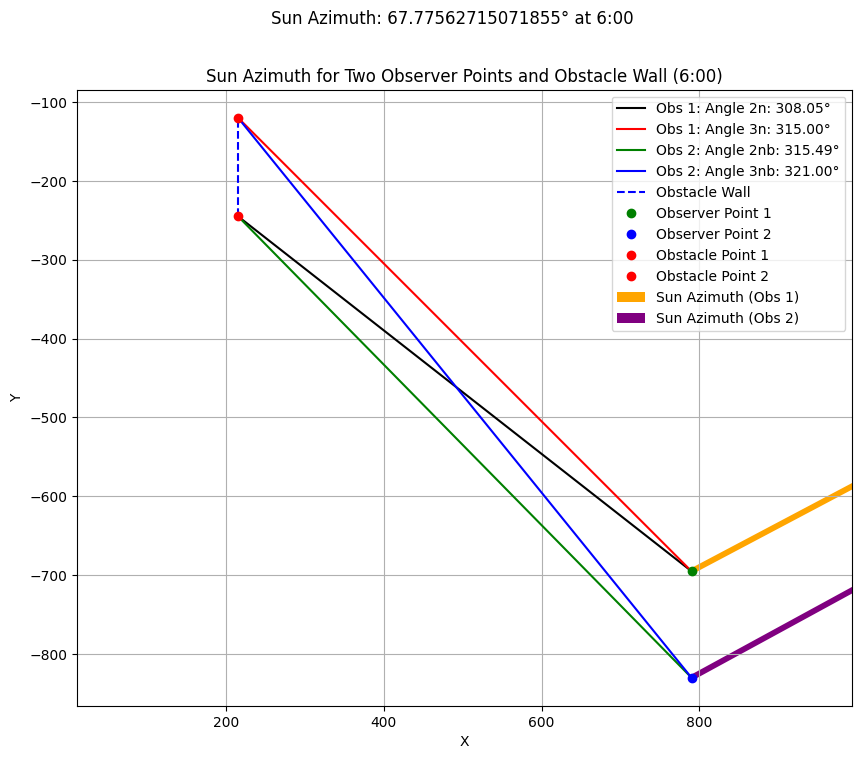 Sun Azimuth: 67.77562715071855° at 6:00
Sun Azimuth for Two Observer Points and Obstacle Wall (6:00)
Obs 1: Angle 2n: 308.05°
Obs 1: Angle 3n: 315.00°
Obs 2: Angle 2nb: 315.49°
Obs 2: Angle 3nb: 321.00°
Obstacle Wall
Observer Point 1
Observer Point 2
Obstacle Point 1
Obstacle Point 2
Sun Azimuth (Obs 1)
Sun Azimuth (Obs 2)
−100
−200
−300
−400
−500
−600
−700
−800
Y
200
400
600
800
X